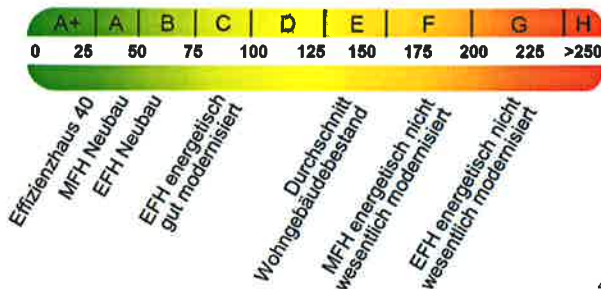 A+ A B C D E F G H
0 25 50 75 100 125 150 175 200 225 >250
Effizienzhaus 40
MFH Neubau
EFH Neubau
EFH energetisch
gut modernisiert
Durchschnitt
Wohngebäudebestand
MFH energetisch nicht
wesentlich modernisiert
EFH energetisch nicht
wesentlich modernisiert